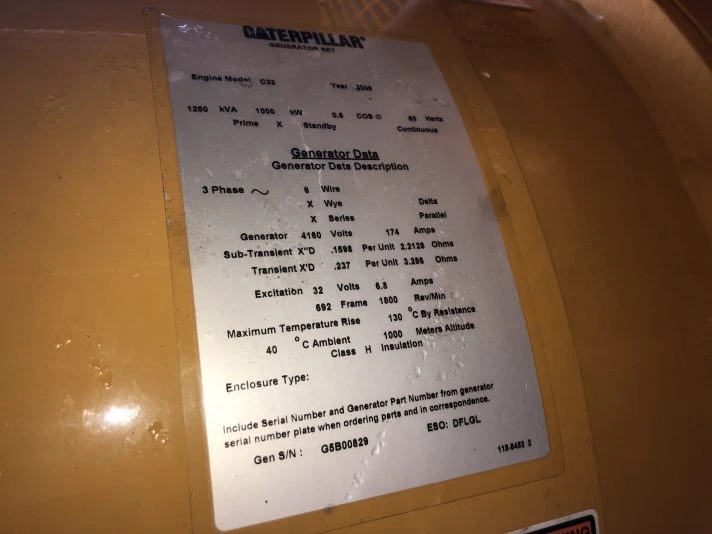 CATERPILLAR®
GENERATOR SET
Engine Model C32 Year 2008
1250 kVA 1000 kW 0.8 COS ∅ 60 Hertz
Prime X Standby Continuous
Generator Data
Generator Data Description
3 Phase ~ 6 Wire
X Wye Delta
X Series Parallel
Generator 4160 Volts 174 Amps
Sub-Transient X"D .1598 Per Unit 2.2128 Ohms
Transient X'D .237 Per Unit 3.286 Ohms
Excitation 32 Volts 6.8 Amps
692 Frame 1800 Rev/Min
Maximum Temperature Rise 130 °C By Resistance
40 °C Ambient 1000 Meters Altitude
Class H Insulation
Enclosure Type:
Include Serial Number and Generator Part Number from generator
serial number plate when ordering parts and in correspondence.
Gen S/N : G5B00829 ESO: DFLGL
118-8482 2